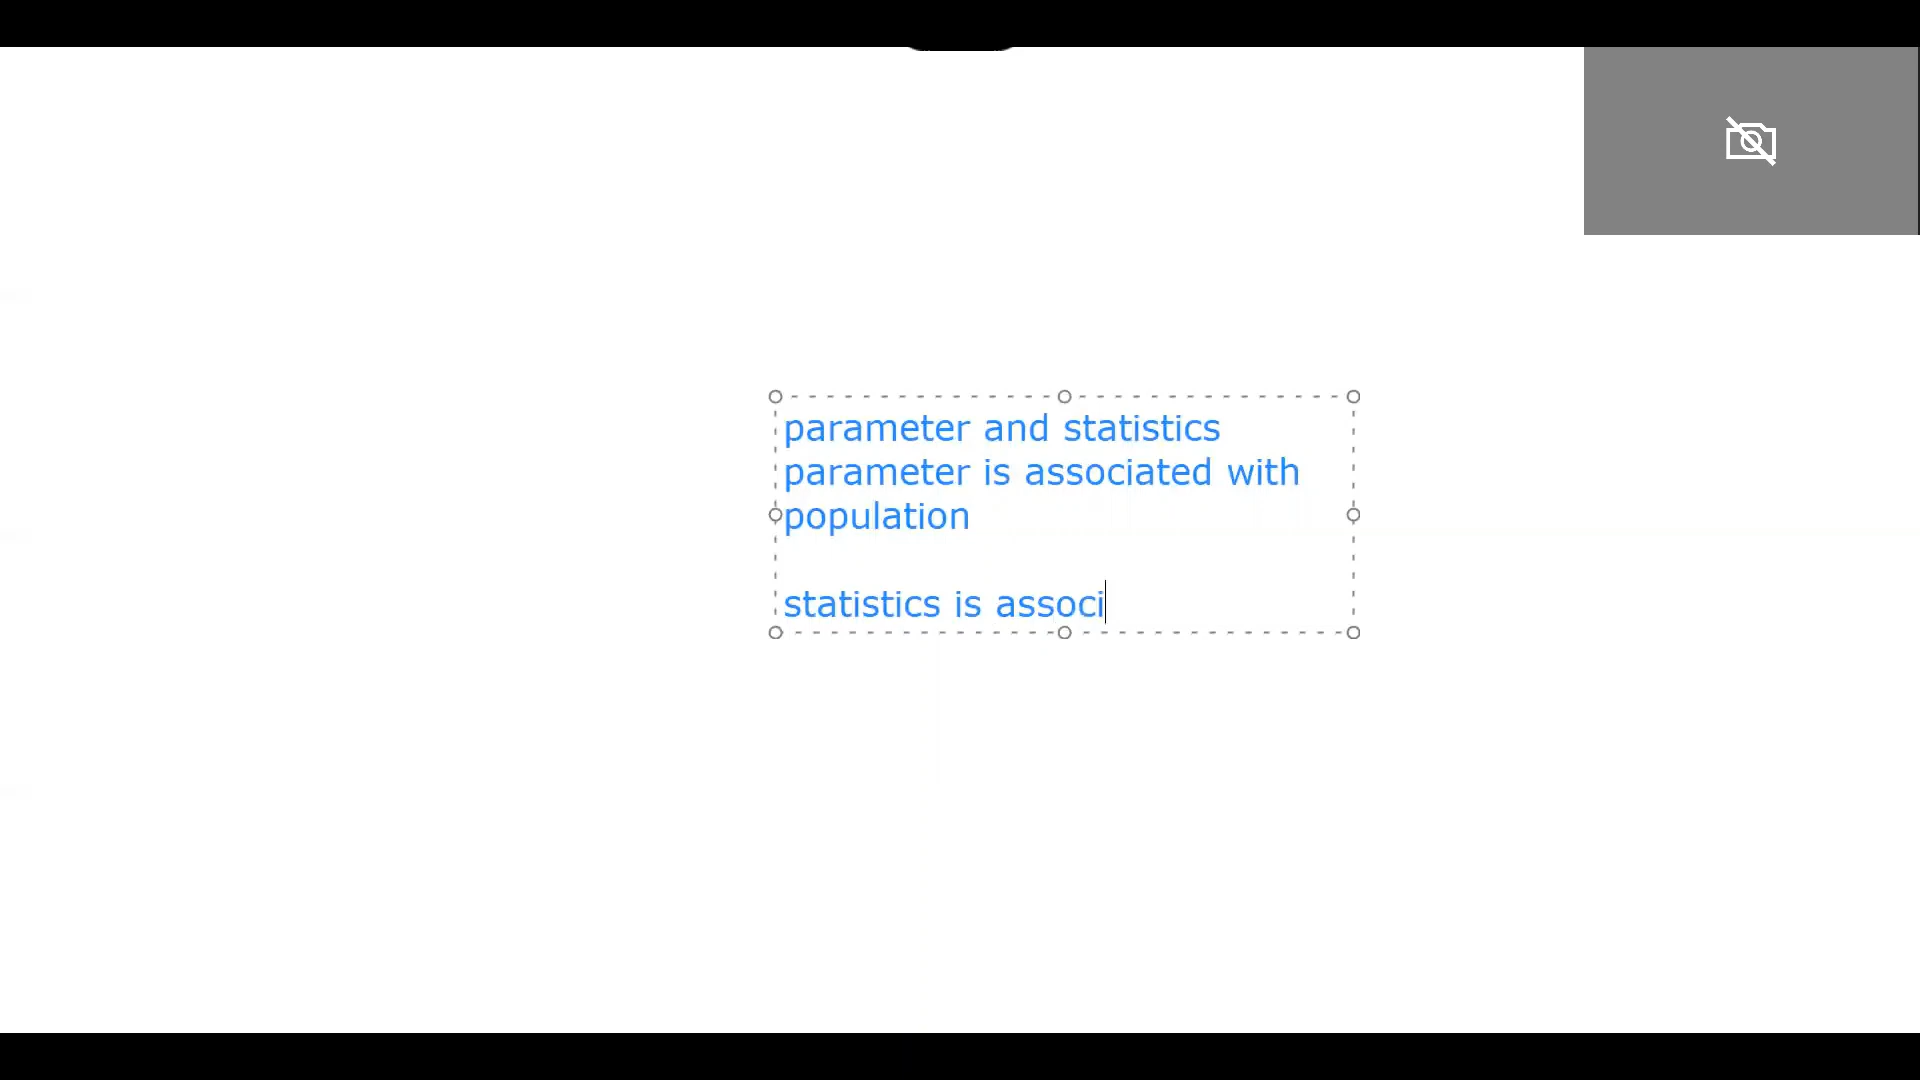 parameter and statistics
parameter is associated with
population
statistics is associ